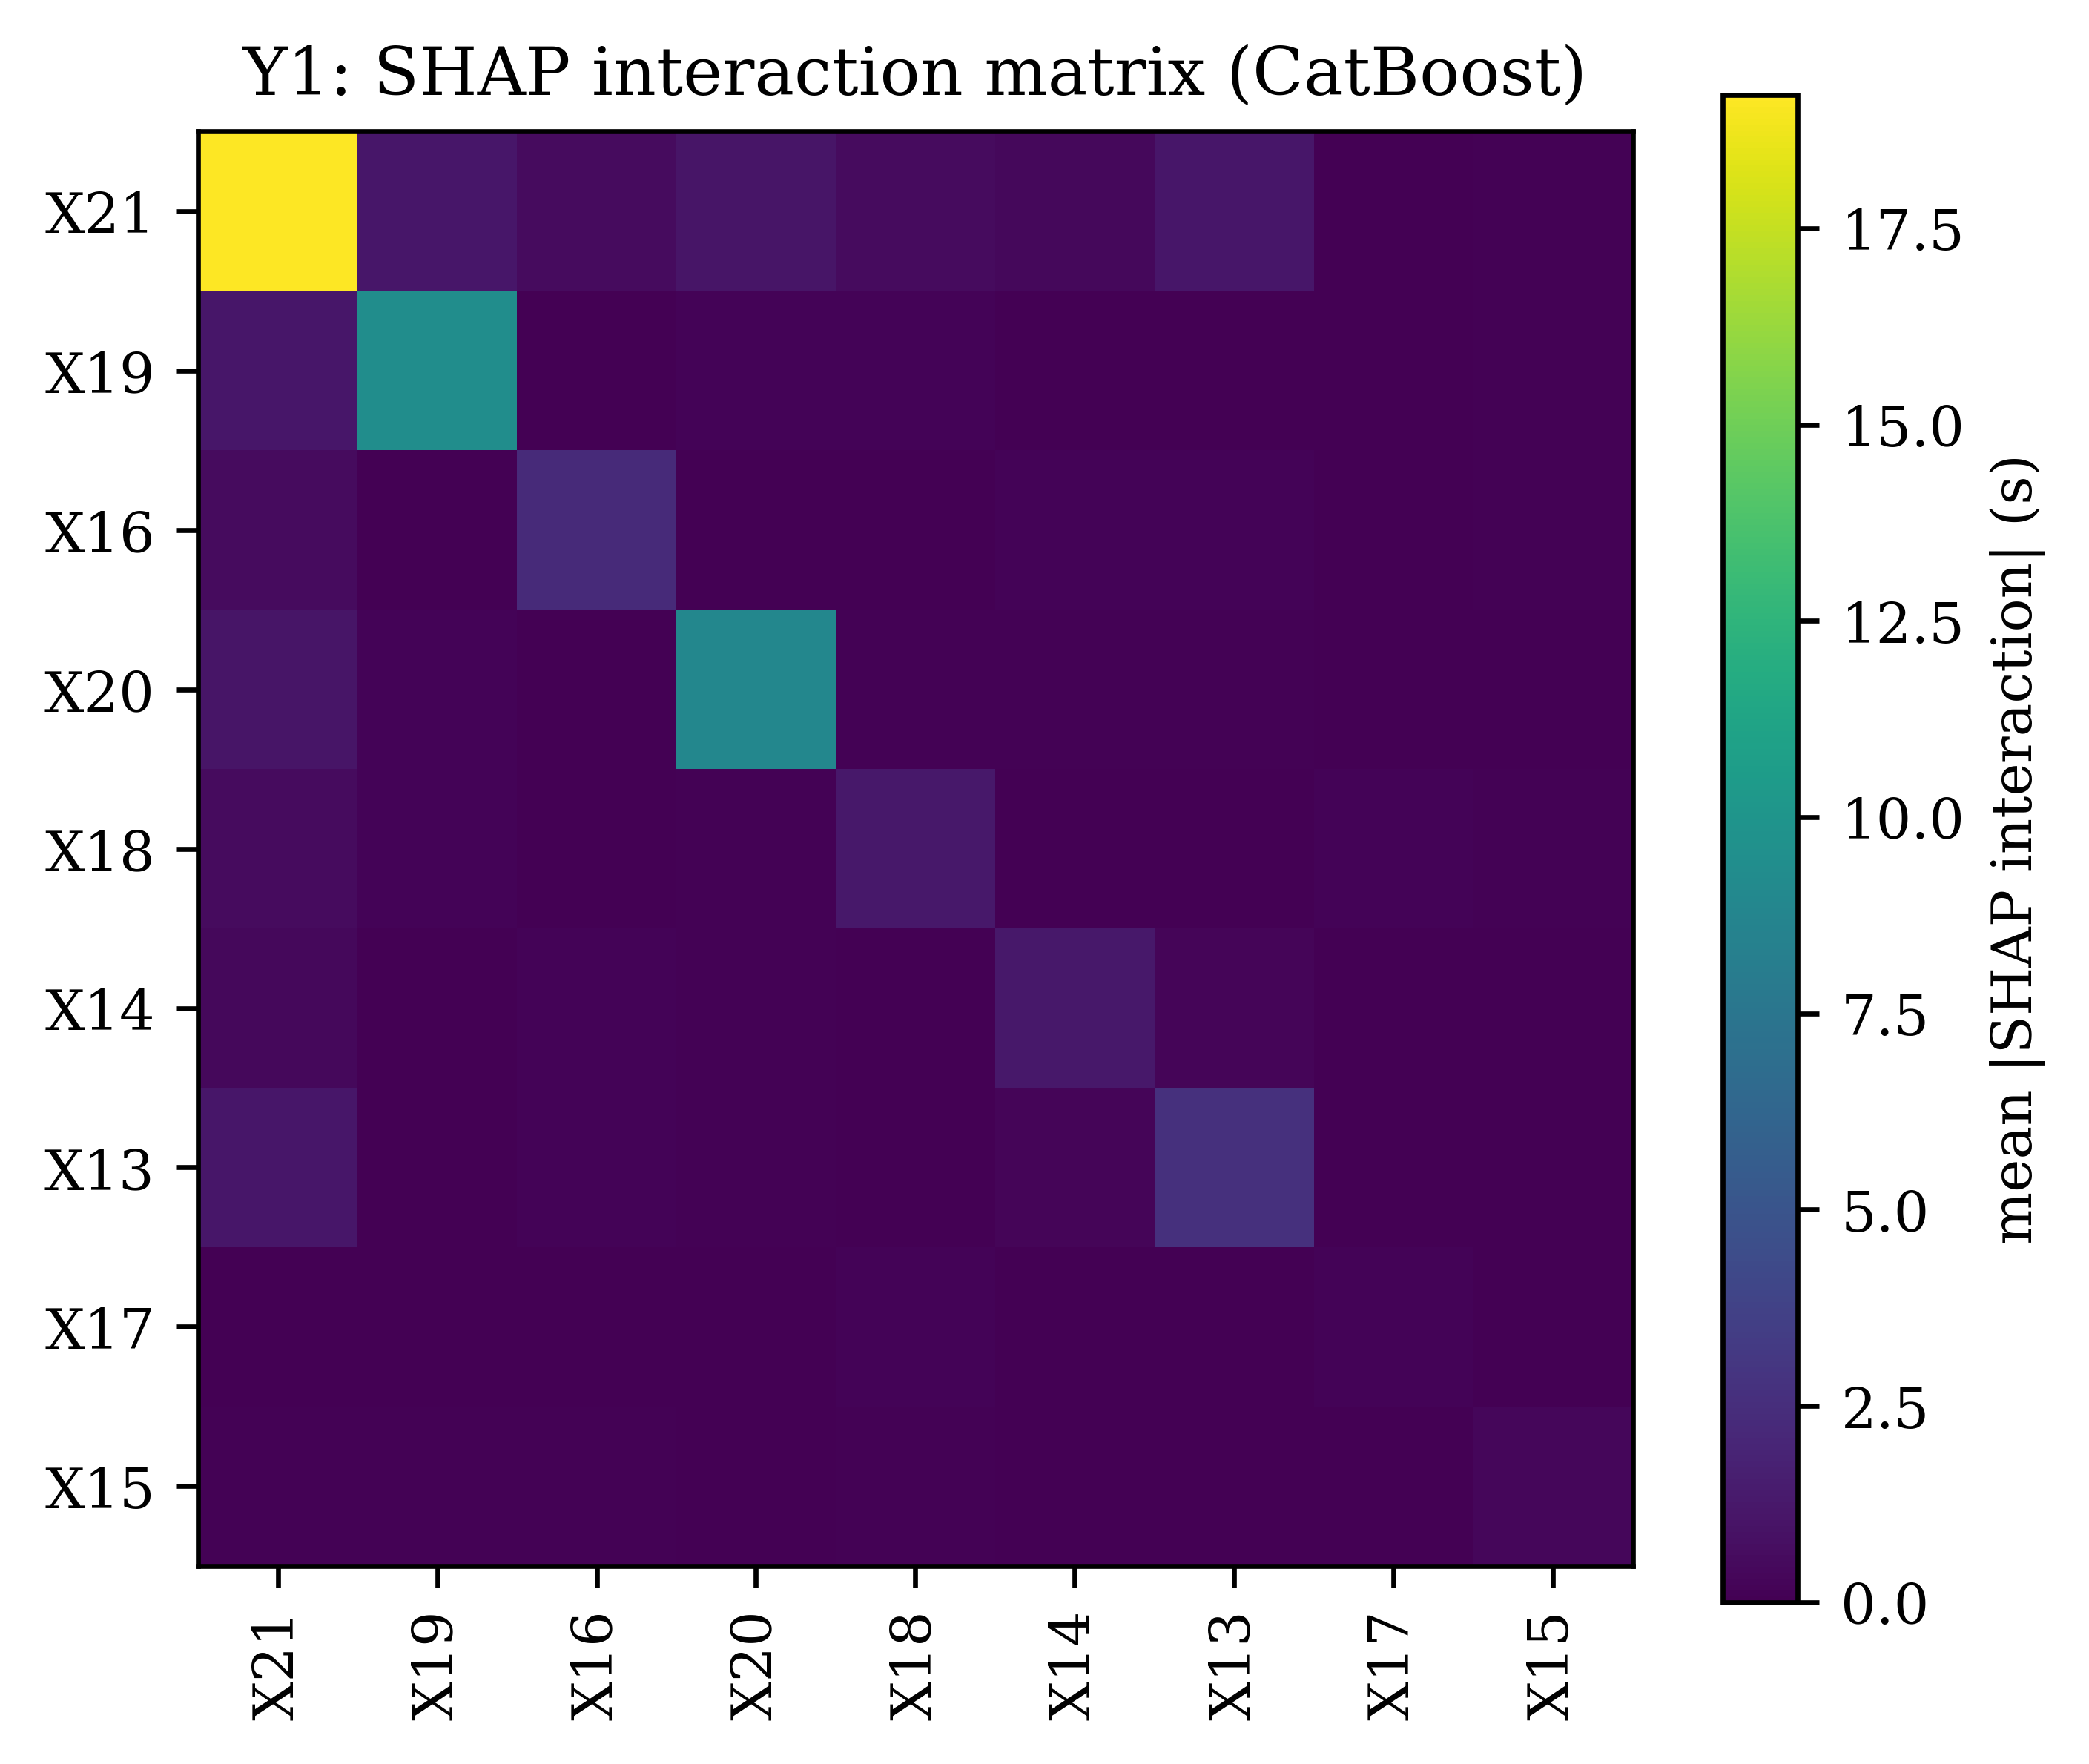 Y1: SHAP interaction matrix (CatBoost)
X21
X19
X16
X20
X18
X14
X13
X17
X15
X21 X19 X16 X20 X18 X14 X13 X17 X15
17.5
15.0
12.5
10.0
7.5
5.0
2.5
0.0
mean |SHAP interaction| (s)